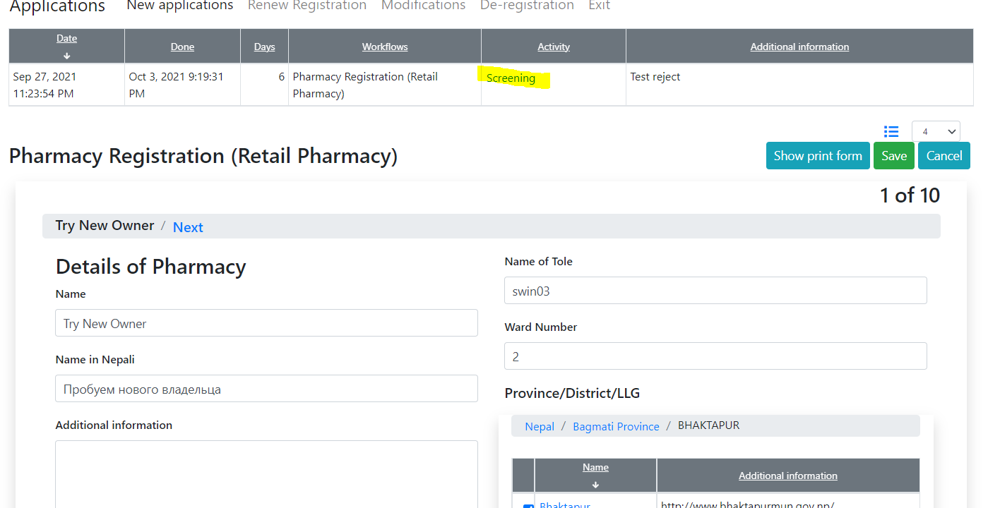 Applications New applications Renew Registration Modifications De-registration Exit
Date Done Days Workflows Activity Additional information
Sep 27, 2021 Oct 3, 2021 9:19:31 6 Pharmacy Registration (Retail Screening Test reject
11:23:54 PM PM Pharmacy)
4
Pharmacy Registration (Retail Pharmacy) Show print form Save Cancel
1 of 10
Try New Owner / Next
Details of Pharmacy
Name
Try New Owner
Name in Nepali
Пробуем нового владельца
Additional information
Name of Tole
swin03
Ward Number
2
Province/District/LLG
Nepal / Bagmati Province / BHAKTAPUR
Name Additional information
Bhaktapur http://www.bhaktapurmun.gov.np/